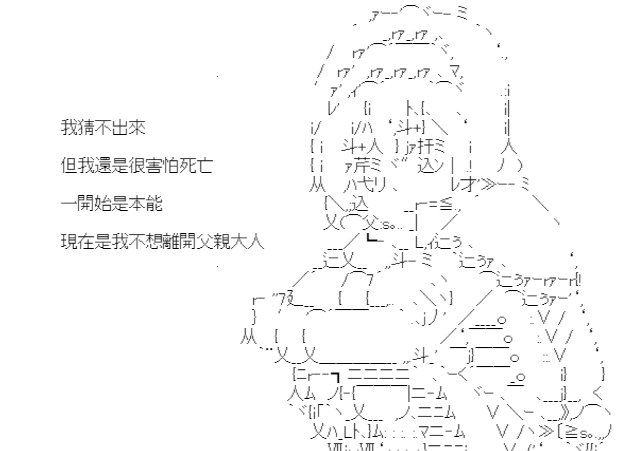 我猜不出來
但我還是很害怕死亡
一開始是本能
現在是我不想離開父親大人